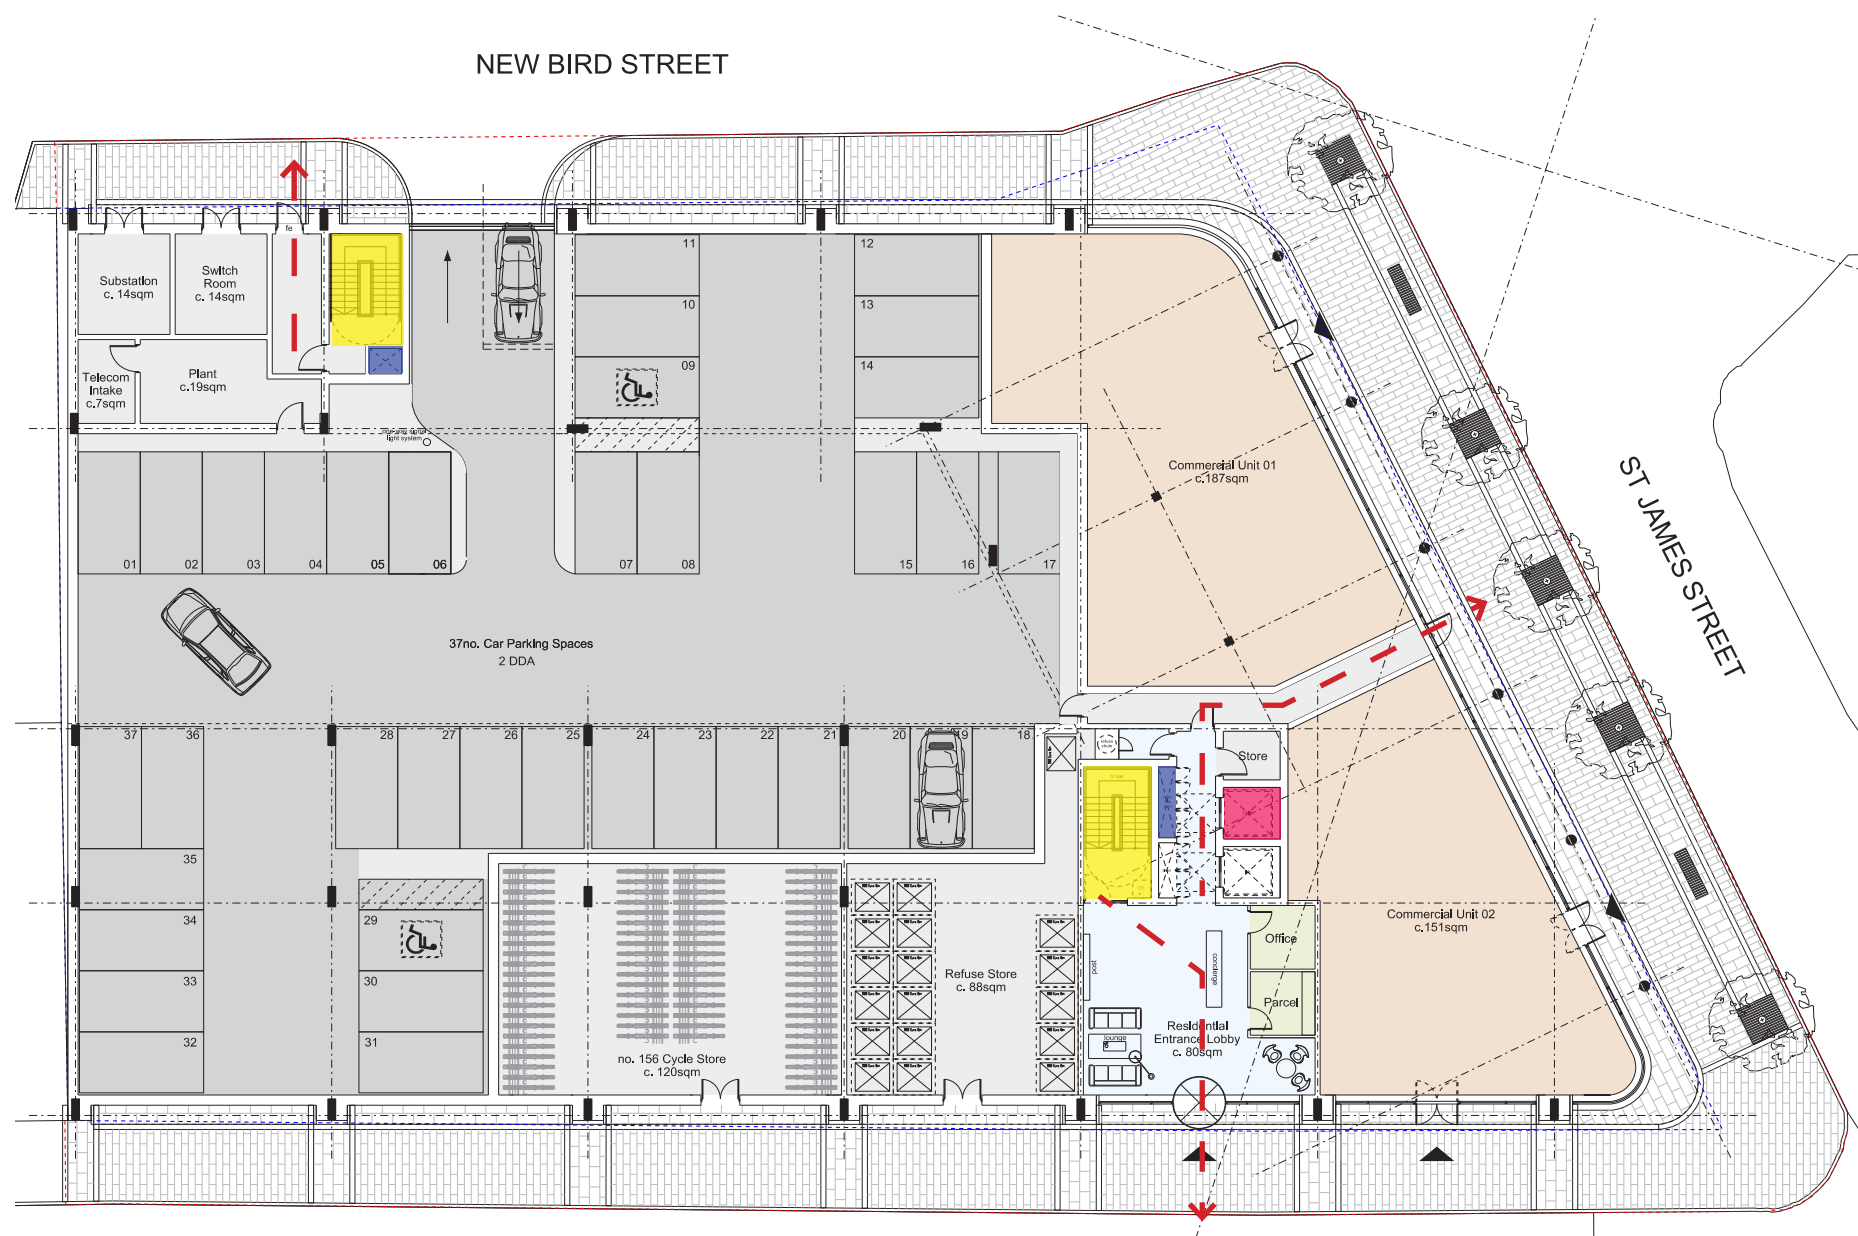 NEW BIRD STREET
fe
Substation
c. 14sqm
Switch
Room
c. 14sqm
Telecom
Intake
c.7sqm
Plant
c.19sqm
light system
11
10
09
12
13
14
01
02
03
04
05
06
07
08
15
16
17
Commercial Unit 01
c.187sqm
ST JAMES STREET
37no. Car Parking Spaces
2 DDA
37
36
28
27
26
25
24
23
22
21
20
19
18
35
34
33
32
29
30
31
Store
no. 156 Cycle Store
c. 120sqm
Refuse Store
c. 88sqm
post
concierge
Office
Parcel
lounge
Residential
Entrance Lobby
c. 80sqm
Commercial Unit 02
c.151sqm